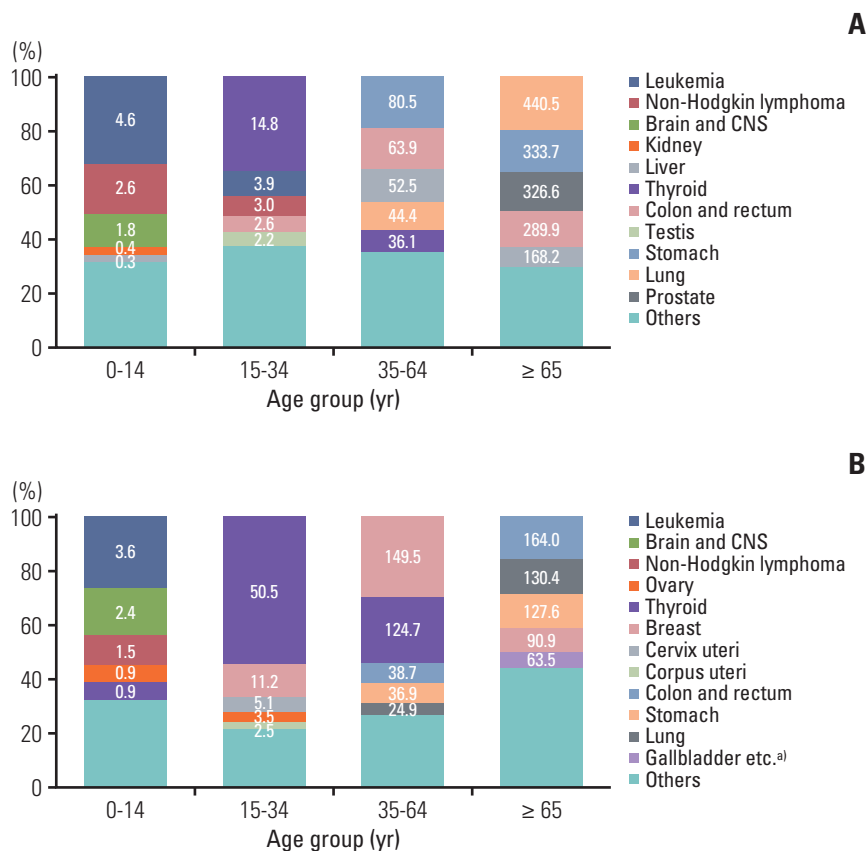 A
(%)
100
80
60
40
20
0
4.6
2.6
1.8
0.4
0.3
14.8
3.9
3.0
2.6
2.2
80.5
63.9
52.5
44.4
36.1
440.5
333.7
326.6
289.9
168.2
0-14
15-34
35-64
≥ 65
Age group (yr)
Leukemia
Non-Hodgkin lymphoma
Brain and CNS
Kidney
Liver
Thyroid
Colon and rectum
Testis
Stomach
Lung
Prostate
Others
B
(%)
100
80
60
40
20
0
3.6
2.4
1.5
0.9
0.9
50.5
11.2
5.1
3.5
2.5
149.5
124.7
38.7
36.9
24.9
164.0
130.4
127.6
90.9
63.5
0-14
15-34
35-64
≥ 65
Age group (yr)
Leukemia
Brain and CNS
Non-Hodgkin lymphoma
Ovary
Thyroid
Breast
Cervix uteri
Corpus uteri
Colon and rectum
Stomach
Lung
Gallbladder etc.a)
Others